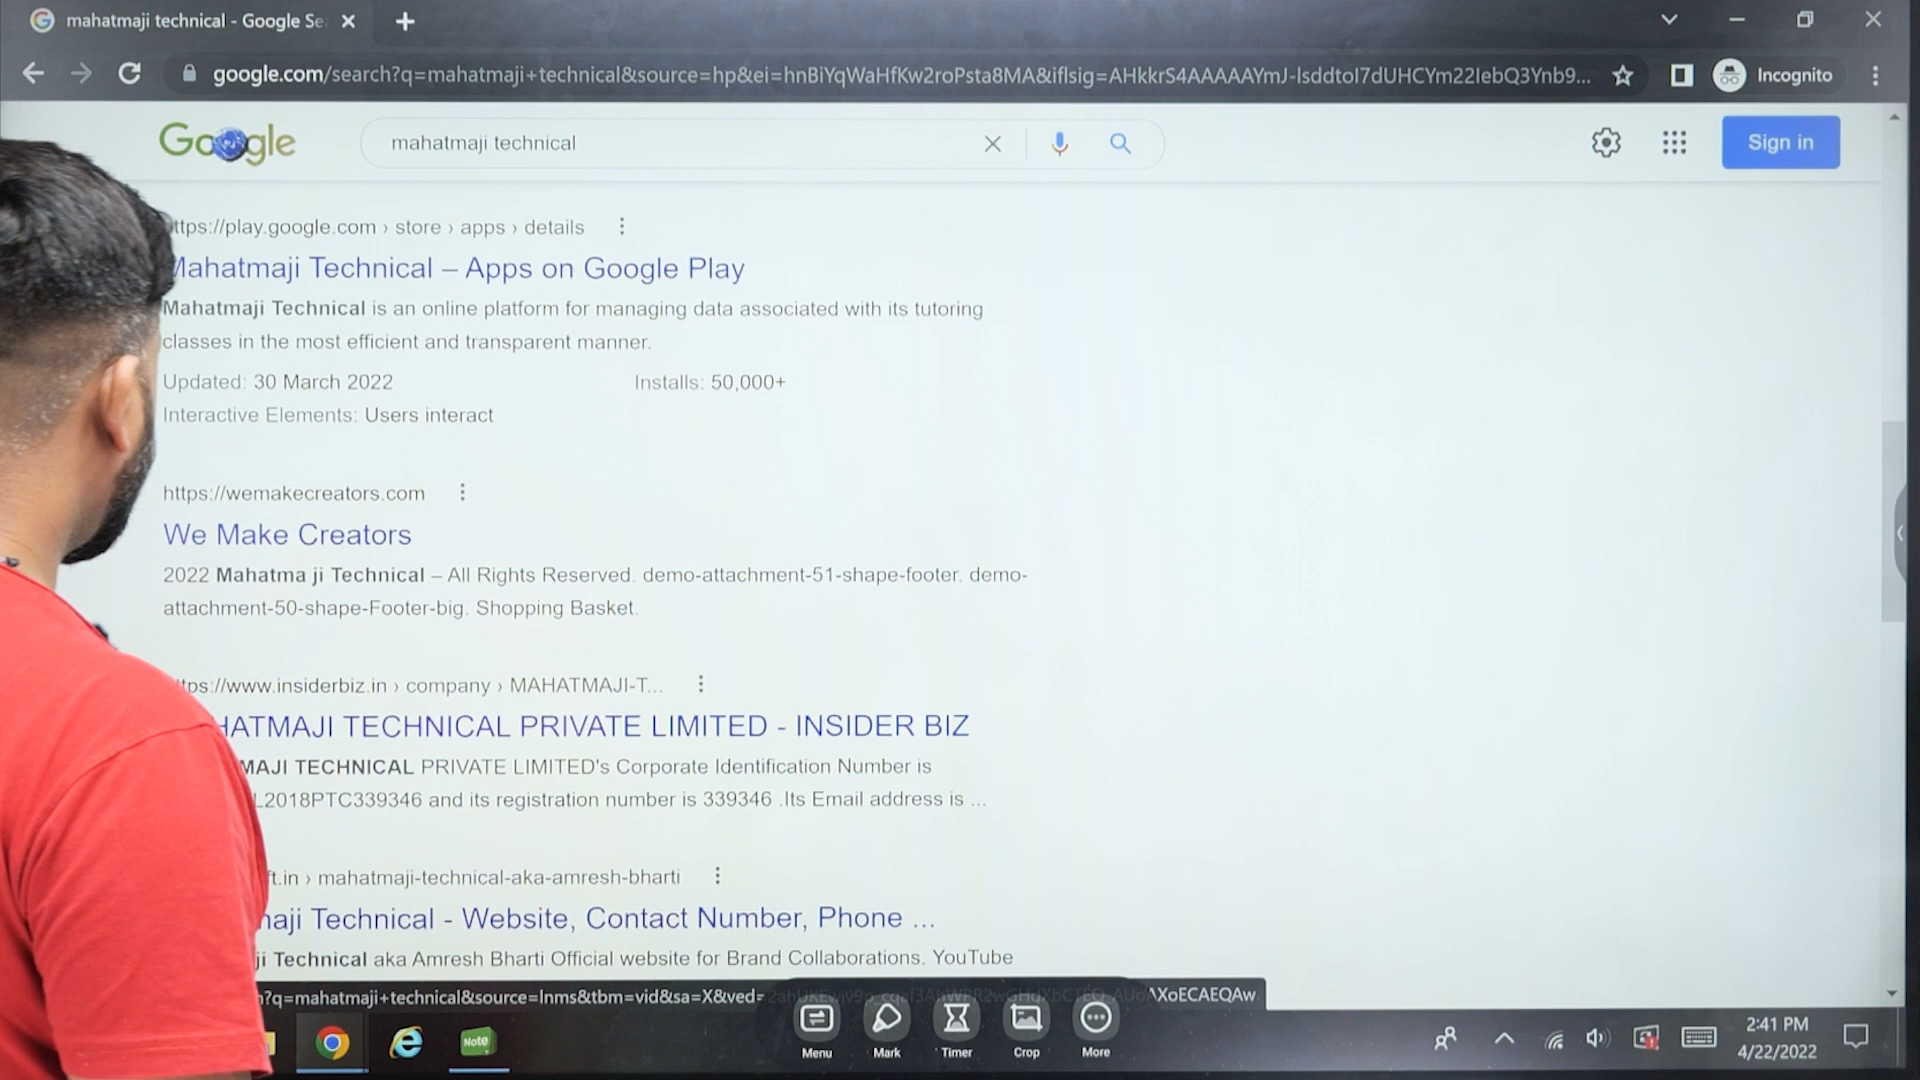 mahatmaji technical - Google Se
google.com/search?q=mahatmaji+technical&source=hp&ei=hnBiYqWaHfKw2roPsta8MA&iflsig=AHkkrS4AAAAAYmJ-lsddtoI7dUHCYm22IebQ3Ynb9...
Incognito
Google
mahatmaji technical
Sign in
ttps://play.google.com › store › apps › details
Mahatmaji Technical – Apps on Google Play
Mahatmaji Technical is an online platform for managing data associated with its tutoring
classes in the most efficient and transparent manner.
Updated: 30 March 2022 Installs: 50,000+
Interactive Elements: Users interact
https://wemakecreators.com
We Make Creators
2022 Mahatma ji Technical – All Rights Reserved. demo-attachment-51-shape-footer. demo-
attachment-50-shape-Footer-big. Shopping Basket.
tps://www.insiderbiz.in › company › MAHATMAJI-T...
HATMAJI TECHNICAL PRIVATE LIMITED - INSIDER BIZ
MAJI TECHNICAL PRIVATE LIMITED's Corporate Identification Number is
L2018PTC339346 and its registration number is 339346 .Its Email address is ...
ft.in › mahatmaji-technical-aka-amresh-bharti
naji Technical - Website, Contact Number, Phone ...
ji Technical aka Amresh Bharti Official website for Brand Collaborations. YouTube
?q=mahatmaji+technical&source=lnms&tbm=vid&sa=X&ved= XoECAEQAw
Note
Menu Mark Timer Crop More
2:41 PM
4/22/2022